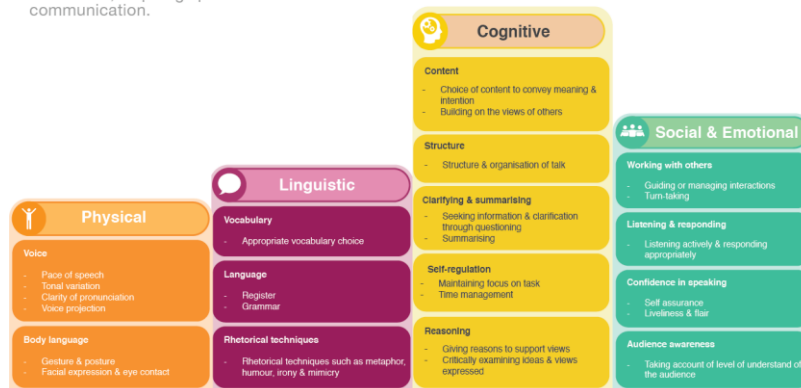 communication.
Physical
Voice
- Pace of speech
- Tonal variation
- Clarity of pronunciation
- Voice projection
Body language
- Gesture & posture
- Facial expression & eye contact
Linguistic
Vocabulary
- Appropriate vocabulary choice
Language
- Register
- Grammar
Rhetorical techniques
- Rhetorical techniques such as metaphor,
humour, irony & mimicry
Cognitive
Content
- Choice of content to convey meaning &
intention
- Building on the views of others
Structure
- Structure & organisation of talk
Clarifying & summarising
- Seeking information & clarification
through questioning
- Summarising
Self-regulation
- Maintaining focus on task
- Time management
Reasoning
- Giving reasons to support views
- Critically examining ideas & views
expressed
Social & Emotional
Working with others
- Guiding or managing interactions
- Turn-taking
Listening & responding
- Listening actively & responding
appropriately
Confidence in speaking
- Self assurance
- Liveliness & flair
Audience awareness
- Taking account of level of understand of
the audience